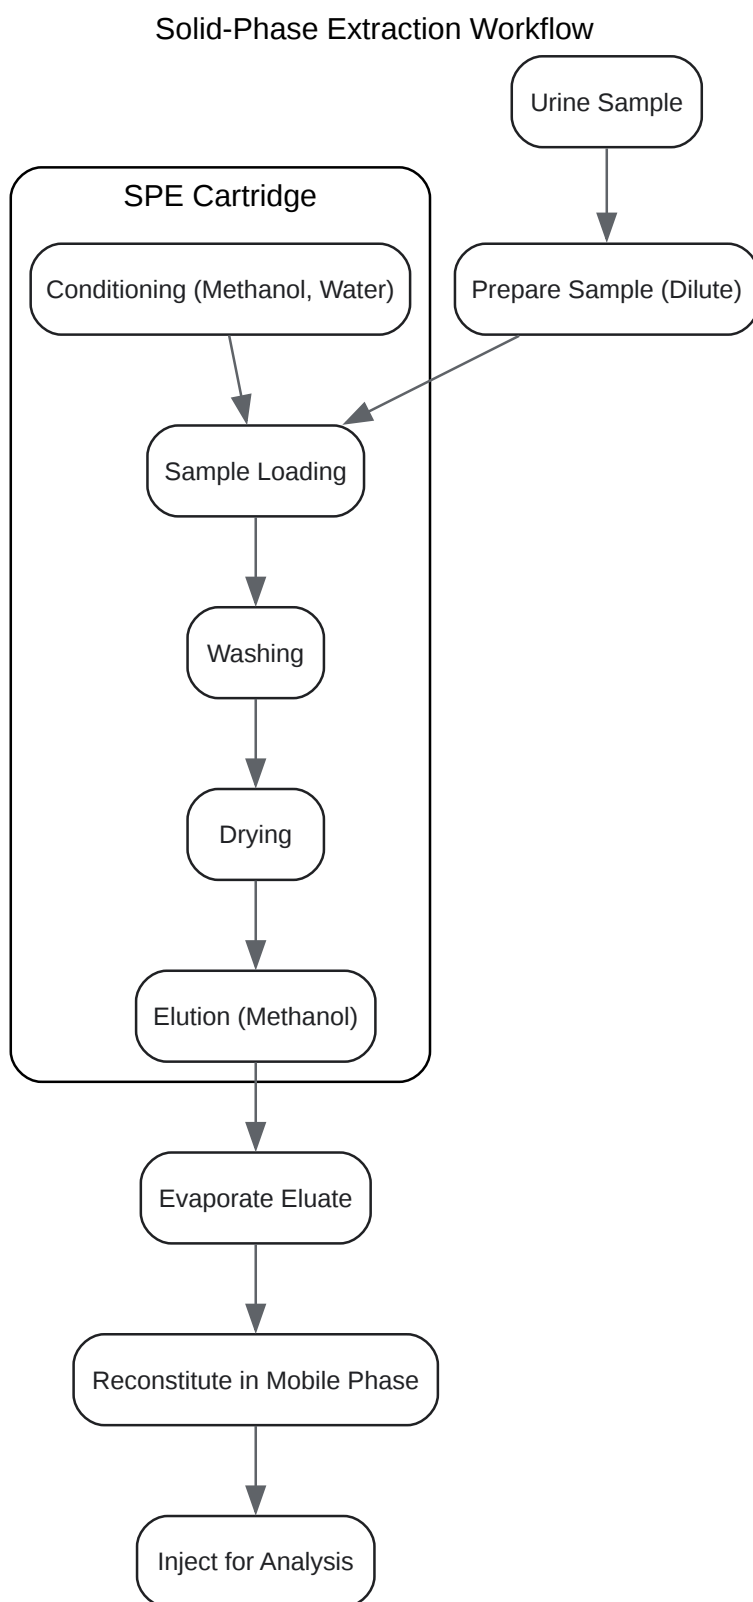 Solid-Phase Extraction Workflow
Urine Sample
SPE Cartridge
Conditioning (Methanol, Water)
Prepare Sample (Dilute)
Sample Loading
Washing
Drying
Elution (Methanol)
Evaporate Eluate
Reconstitute in Mobile Phase
Inject for Analysis